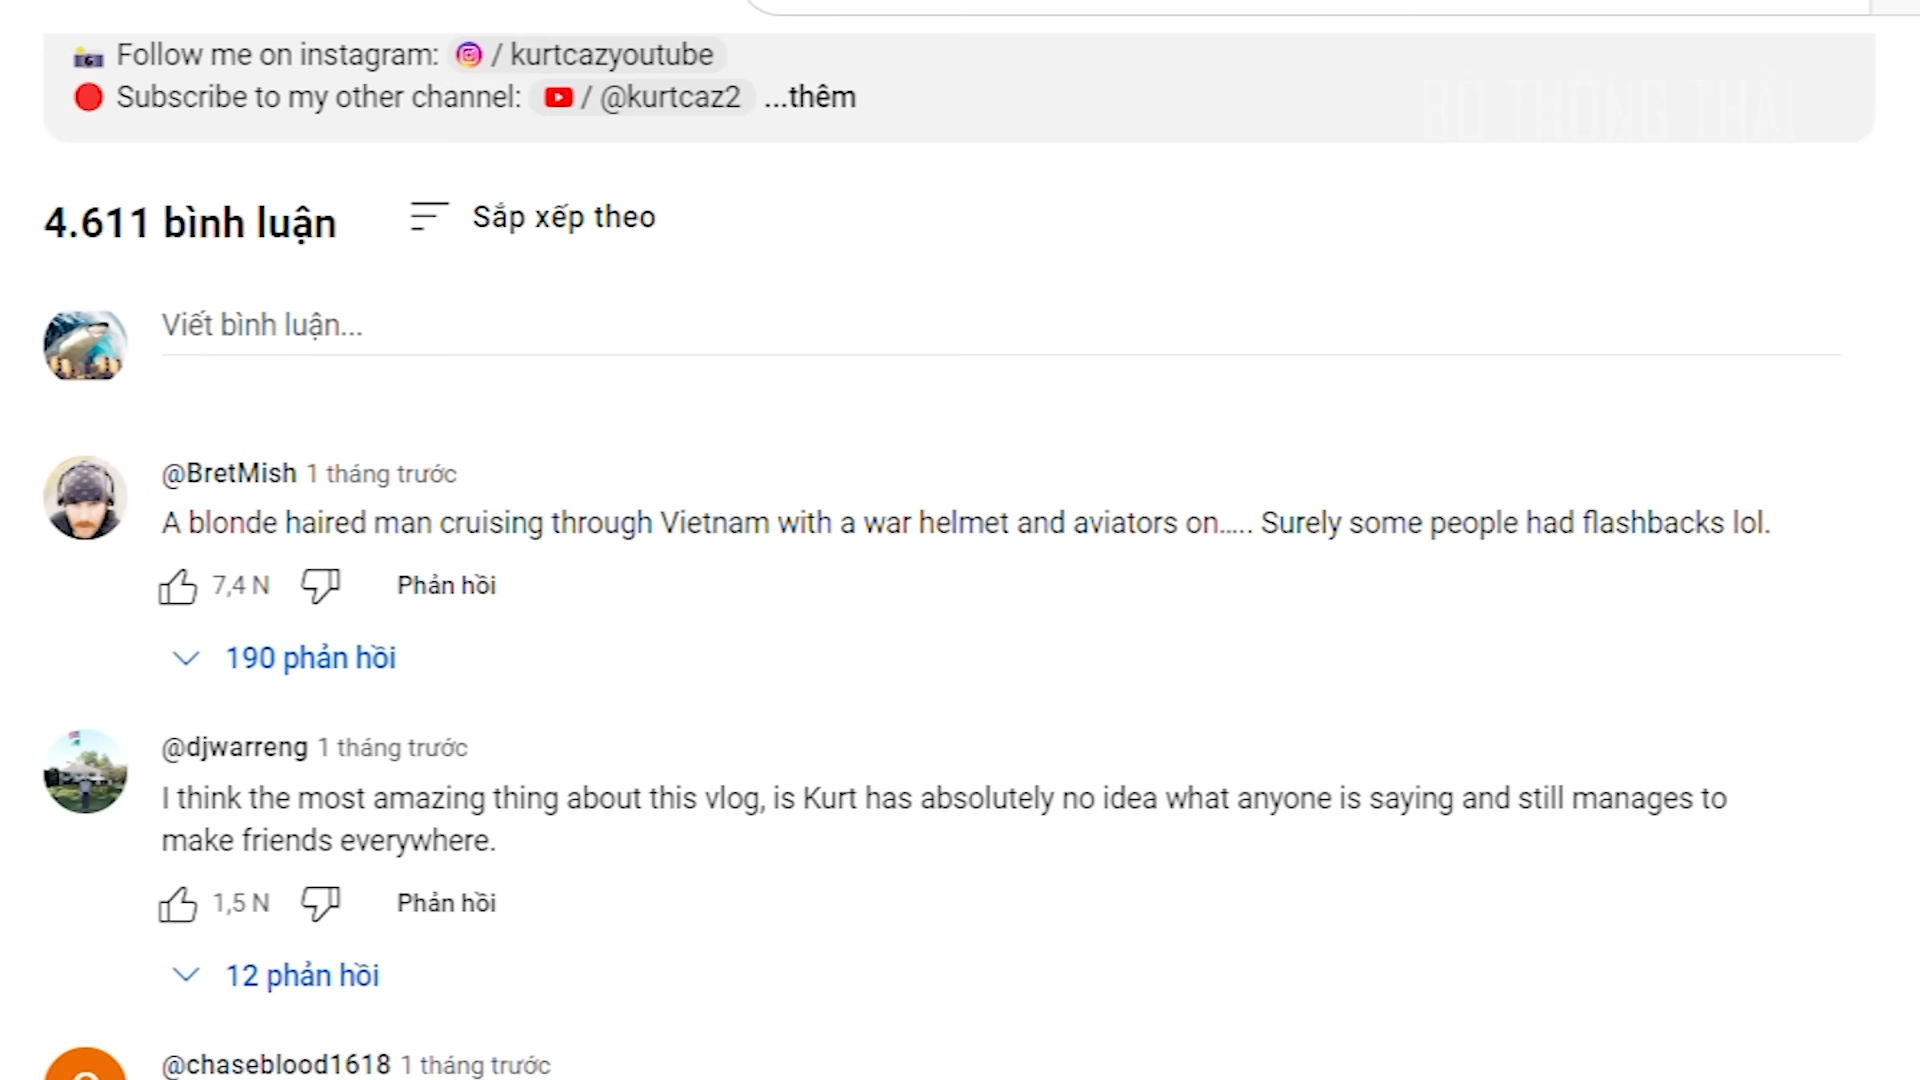 Follow me on instagram: / kurtcazyoutube
Subscribe to my other channel: / @kurtcaz2 ...thêm
BÒ THÔNG THÁI
4.611 bình luận
Sắp xếp theo
Viết bình luận...
@BretMish 1 tháng trước
A blonde haired man cruising through Vietnam with a war helmet and aviators on..... Surely some people had flashbacks lol.
7,4 N Phản hồi
190 phản hồi
@djwarreng 1 tháng trước
I think the most amazing thing about this vlog, is Kurt has absolutely no idea what anyone is saying and still manages to
make friends everywhere.
1,5 N Phản hồi
12 phản hồi
@chaseblood1618 1 tháng trước